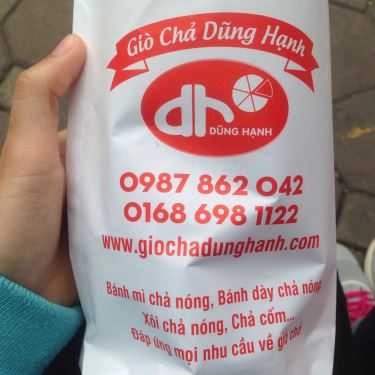 Giò Chả Dũng Hạnh
dh
DŨNG HẠNH
0987 862 042
0168 698 1122
www.giochadunghanh.com
Bánh mì chả nóng, Bánh dày chả nóng
Xôi chả nóng, Chả cốm...
Đáp ứng mọi nhu cầu về giò chả